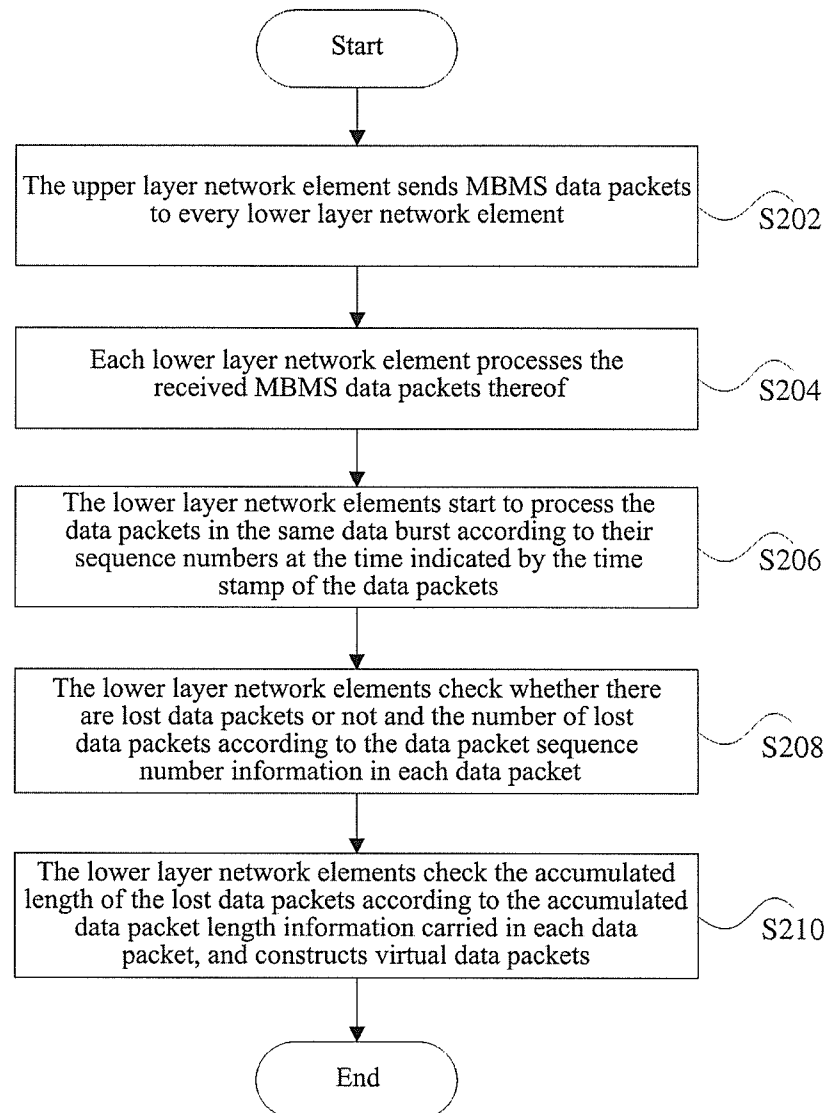 Start
The upper layer network element sends MBMS data packets
to every lower layer network element
S202
Each lower layer network element processes the
received MBMS data packets thereof
S204
The lower layer network elements start to process the
data packets in the same data burst according to their
sequence numbers at the time indicated by the time
stamp of the data packets
S206
The lower layer network elements check whether there
are lost data packets or not and the number of lost
data packets according to the data packet sequence
number information in each data packet
S208
The lower layer network elements check the accumulated
length of the lost data packets according to the accumulated
data packet length information carried in each data
packet, and constructs virtual data packets
S210
End